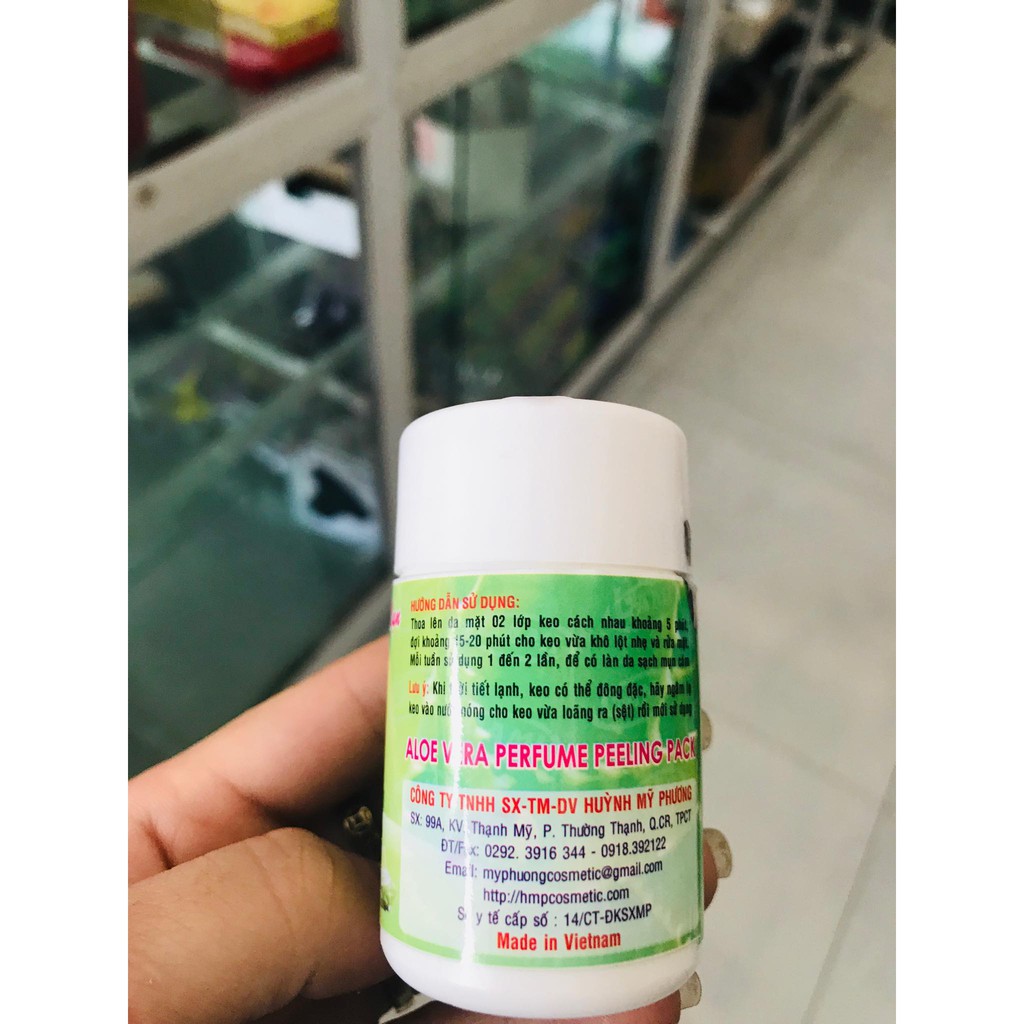 HƯỚNG DẪN SỬ DỤNG:
Thoa lên da mặt 02 lớp keo cách nhau khoảng 5 phút,
đợi khoảng 15-20 phút cho keo vừa khô lột nhẹ và rửa mặt.
Mỗi tuần sử dụng 1 đến 2 lần, để có làn da sạch mụn cám
Lưu ý: Khi trời tiết lạnh, keo có thể đông đặc, hãy ngâm
keo vào nước nóng cho keo vừa loãng ra (sệt) rồi mới sử dụng
ALOE VERA PERFUME PEELING PACK
CÔNG TY TNHH SX-TM-DV HUỲNH MỸ PHƯƠNG
SX: 99A, KV. Thạnh Mỹ, P. Thường Thạnh, Q.CR, TPCT
ĐT/Fax: 0292. 3916 344 - 0918.392122
Email: myphuongcosmetic@gmail.com
http://hmpcosmetic.com
Sở y tế cấp số : 14/CT-ĐKSXMP
Made in Vietnam